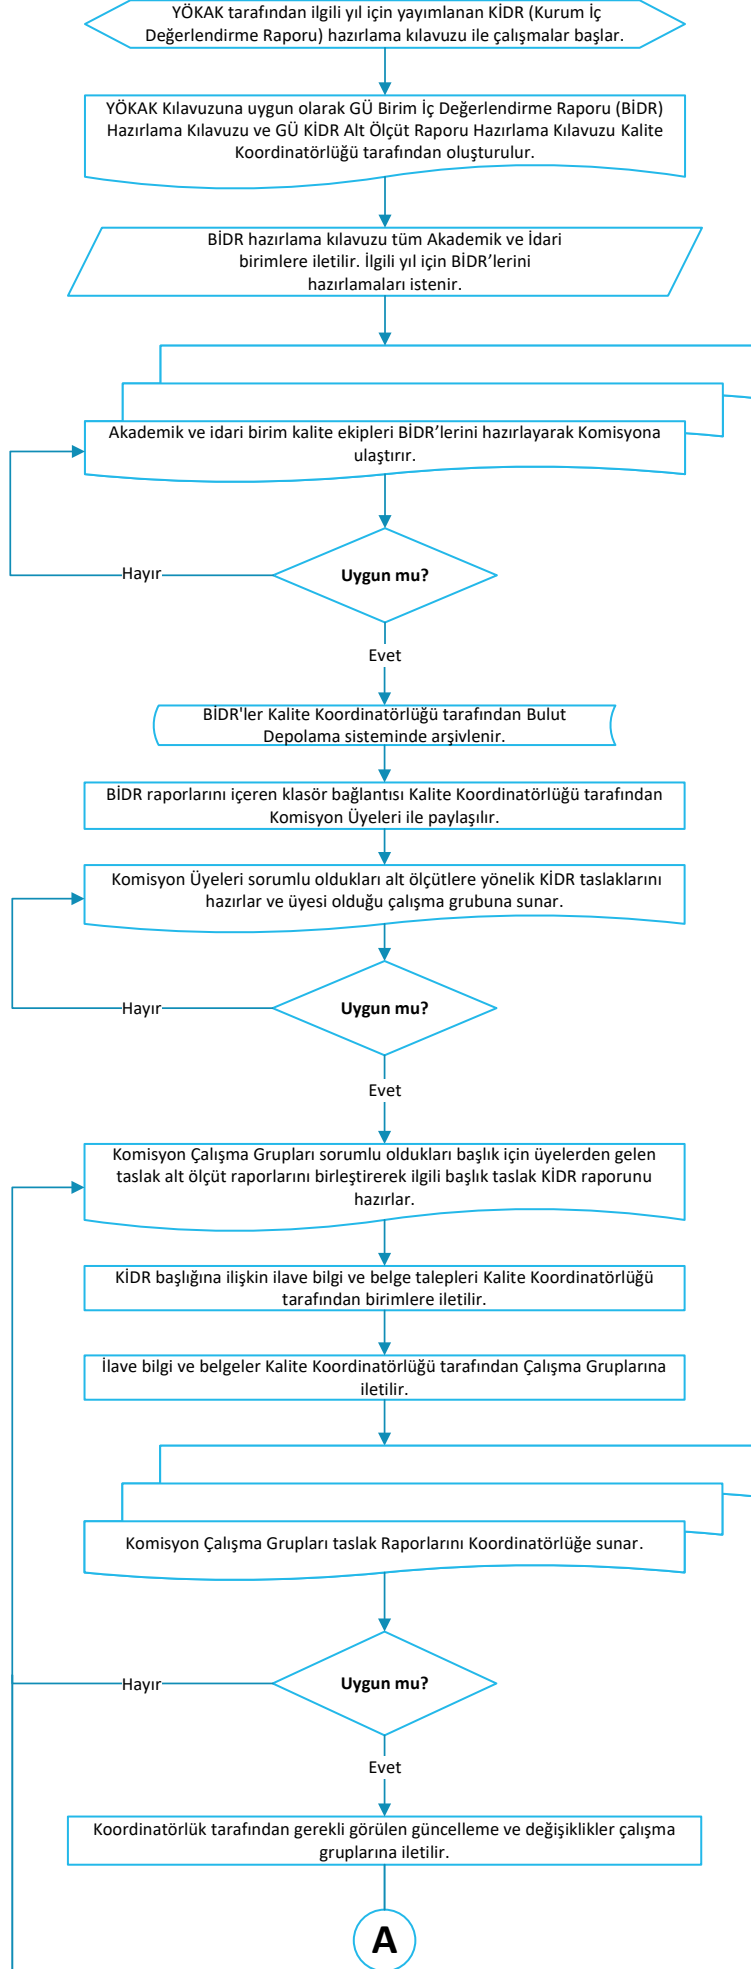 YÖKAK tarafından ilgili yıl için yayımlanan KİDR (Kurum İç
Değerlendirme Raporu) hazırlama kılavuzu ile çalışmalar başlar.
YÖKAK Kılavuzuna uygun olarak GÜ Birim İç Değerlendirme Raporu (BİDR)
Hazırlama Kılavuzu ve GÜ KİDR Alt Ölçüt Raporu Hazırlama Kılavuzu Kalite
Koordinatörlüğü tarafından oluşturulur.
BİDR hazırlama kılavuzu tüm Akademik ve İdari
birimlere iletilir. İlgili yıl için BİDR’lerini
hazırlamaları istenir.
Akademik ve idari birim kalite ekipleri BİDR’lerini hazırlayarak Komisyona
ulaştırır.
Hayır
Uygun mu?
Evet
BİDR'ler Kalite Koordinatörlüğü tarafından Bulut
Depolama sisteminde arşivlenir.
BİDR raporlarını içeren klasör bağlantısı Kalite Koordinatörlüğü tarafından
Komisyon Üyeleri ile paylaşılır.
Komisyon Üyeleri sorumlu oldukları alt ölçütlere yönelik KİDR taslaklarını
hazırlar ve üyesi olduğu çalışma grubuna sunar.
Hayır
Uygun mu?
Evet
Komisyon Çalışma Grupları sorumlu oldukları başlık için üyelerden gelen
taslak alt ölçüt raporlarını birleştirerek ilgili başlık taslak KİDR raporunu
hazırlar.
KİDR başlığına ilişkin ilave bilgi ve belge talepleri Kalite Koordinatörlüğü
tarafından birimlere iletilir.
İlave bilgi ve belgeler Kalite Koordinatörlüğü tarafından Çalışma Gruplarına
iletilir.
Komisyon Çalışma Grupları taslak Raporlarını Koordinatörlüğe sunar.
Hayır
Uygun mu?
Evet
Koordinatörlük tarafından gerekli görülen güncelleme ve değişiklikler çalışma
gruplarına iletilir.
A